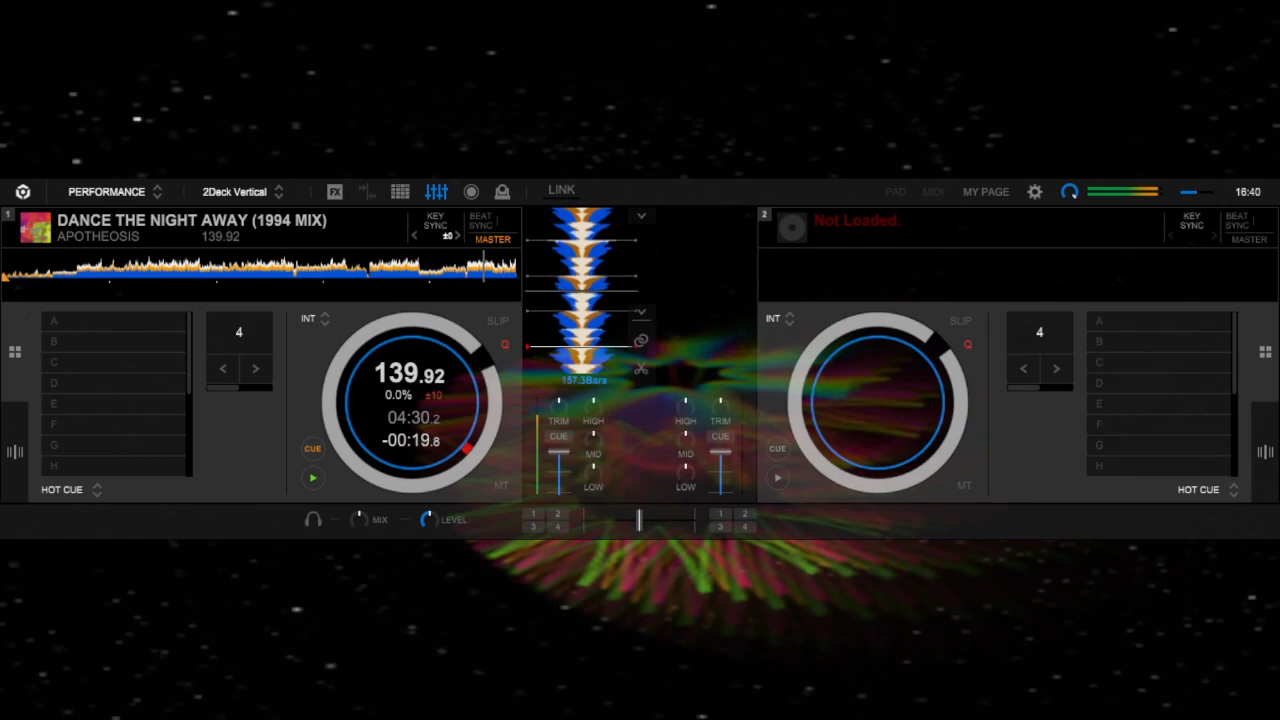 PERFORMANCE 2Deck Vertical FX LINK PAD MIDI MY PAGE 16:40
1 DANCE THE NIGHT AWAY (1994 MIX) KEY SYNC BEAT SYNC
APOTHEOSIS 139.92 ±0 MASTER
2 Not Loaded. KEY SYNC BEAT SYNC
MASTER
A
B
C
D
E
F
G
H
HOT CUE
4
INT SLIP
Q
139.92
0.0% ±10
04:30.2
-00:19.8
CUE
MT
157.3Bars
TRIM HIGH HIGH TRIM
CUE CUE
MID MID
LOW LOW
INT SLIP
Q
CUE
MT
4
A
B
C
D
E
F
G
H
HOT CUE
MIX LEVEL
1 2 1 2
3 4 3 4